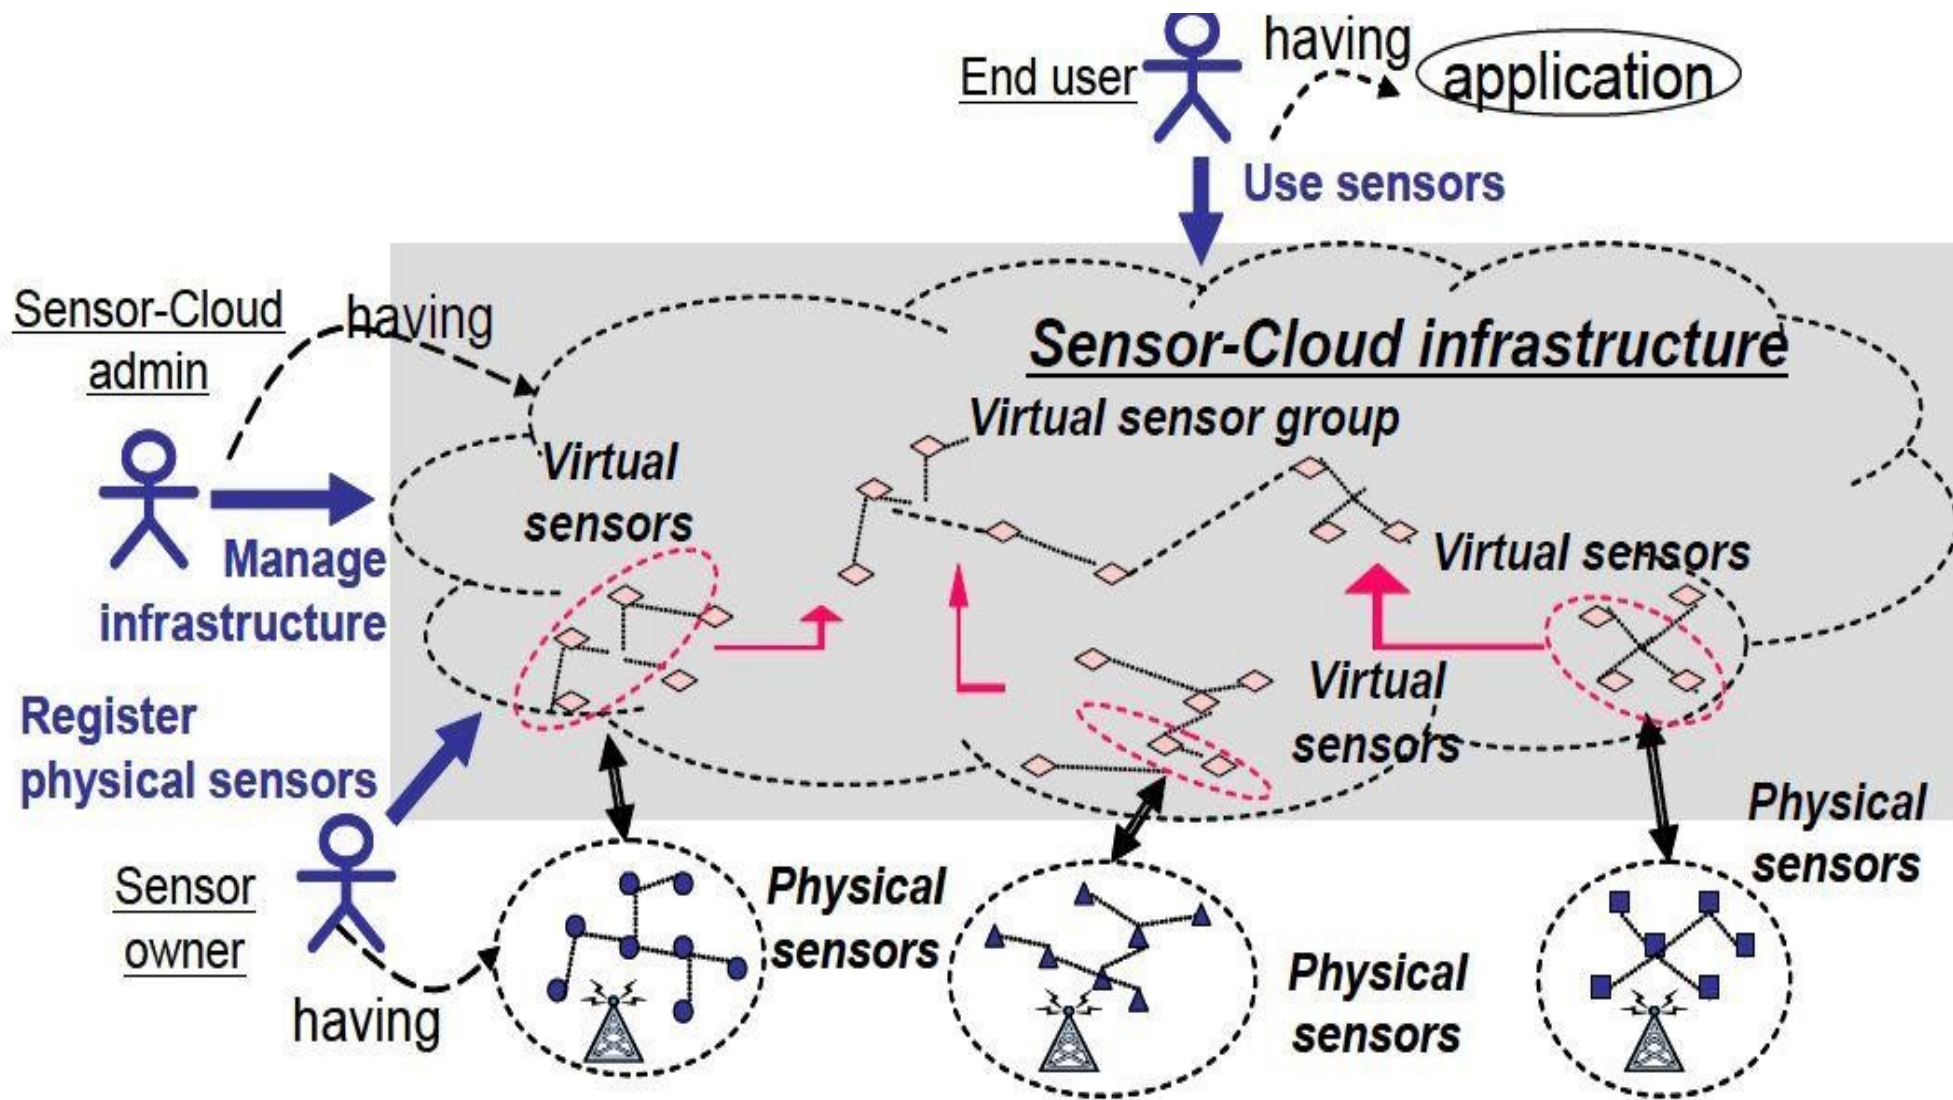 having
End user
application
Use sensors
Sensor-Cloud
admin
having
Sensor-Cloud infrastructure
Virtual sensor group
Virtual
sensors
Manage
infrastructure
Virtual sensors
Virtual
sensors
Register
physical sensors
Physical
sensors
Sensor
owner
having
Physical
sensors
Physical
sensors